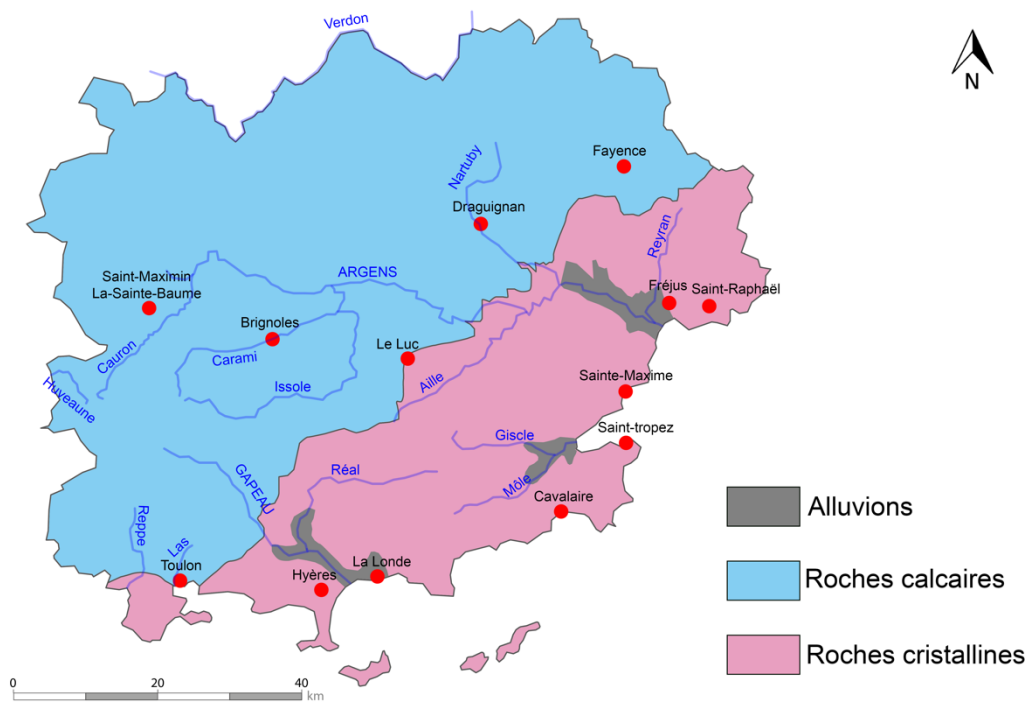 Verdon
N
Nartuby
Fayence
Draguignan
Reyran
Saint-Maximin
La-Sainte-Baume
ARGENS
Fréjus
Saint-Raphaël
Brignoles
Cauron
Carami
Le Luc
Huveaune
Issole
Aille
Sainte-Maxime
Saint-tropez
Giscle
GAPEAU
Réal
Môle
Cavalaire
Reppe
Las
Toulon
La Londe
Hyères
Alluvions
Roches calcaires
Roches cristallines
0 20 40
km